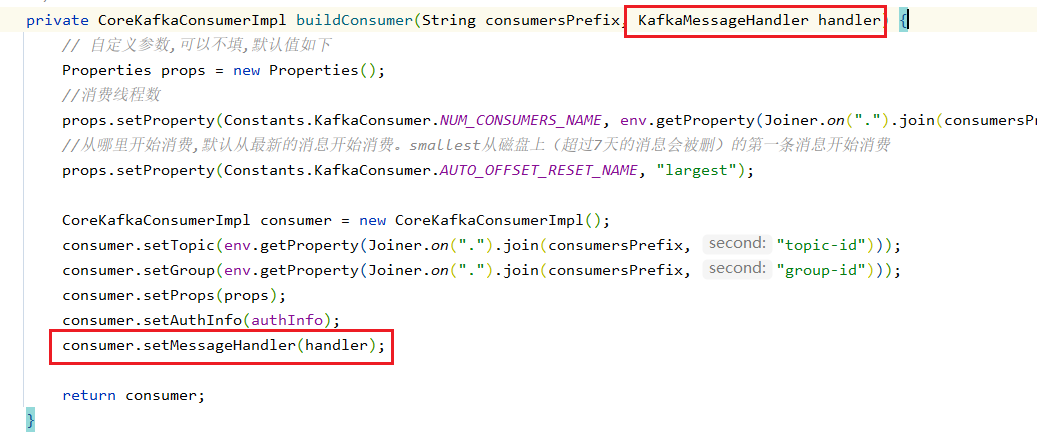 private CoreKafkaConsumerImpl buildConsumer(String consumersPrefix, KafkaMessageHandler handler) {
// 自定义参数,可以不填,默认值如下
Properties props = new Properties();
//消费线程数
props.setProperty(Constants.KafkaConsumer.NUM_CONSUMERS_NAME, env.getProperty(Joiner.on(".").join(consumersPr
//从哪里开始消费,默认从最新的消息开始消费。smallest从磁盘上（超过7天的消息会被删）的第一条消息开始消费
props.setProperty(Constants.KafkaConsumer.AUTO_OFFSET_RESET_NAME, "largest");
CoreKafkaConsumerImpl consumer = new CoreKafkaConsumerImpl();
consumer.setTopic(env.getProperty(Joiner.on(".").join(consumersPrefix, second: "topic-id")));
consumer.setGroup(env.getProperty(Joiner.on(".").join(consumersPrefix, second: "group-id")));
consumer.setProps(props);
consumer.setAuthInfo(authInfo);
consumer.setMessageHandler(handler);
return consumer;
}